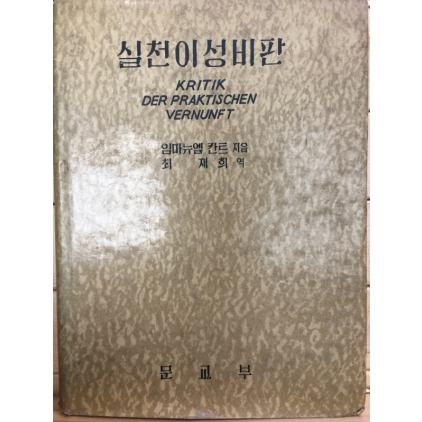 실천이성비판
KRITIK
DER PRAKTISCHEN
VERNUNFT
임마뉴엘 칸트 지음
최 재 희 역
문 교 부